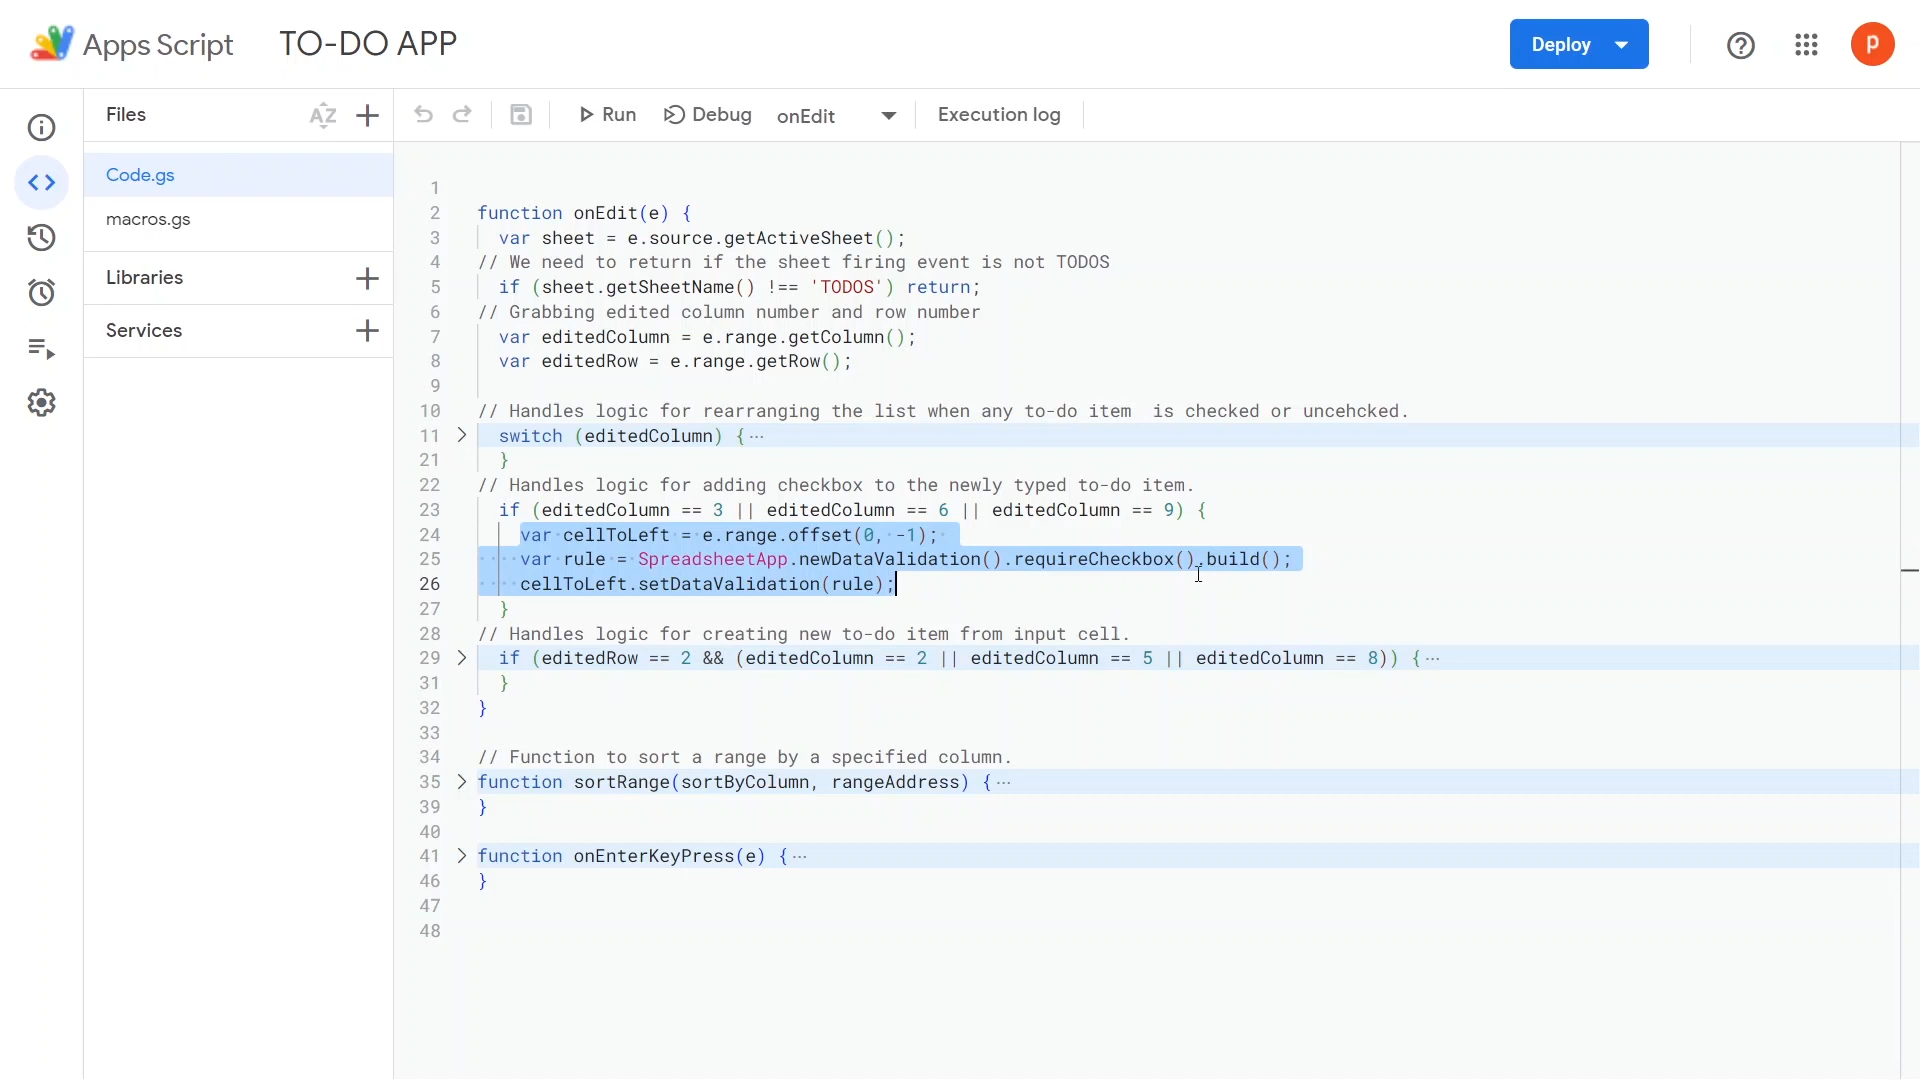 Apps Script TO-DO APP Deploy p
Files AZ Run Debug onEdit Execution log
Code.gs
macros.gs
Libraries
Services
1
2 function onEdit(e) {
3 var sheet = e.source.getActiveSheet();
4 // We need to return if the sheet firing event is not TODOS
5 if (sheet.getSheetName() !== 'TODOS') return;
6 // Grabbing edited column number and row number
7 var editedColumn = e.range.getColumn();
8 var editedRow = e.range.getRow();
9
10 // Handles logic for rearranging the list when any to-do item  is checked or uncehcked.
11 switch (editedColumn) {···
21 }
22 // Handles logic for adding checkbox to the newly typed to-do item.
23 if (editedColumn == 3 || editedColumn == 6 || editedColumn == 9) {
24 var cellToLeft = e.range.offset(0, -1);
25 var rule = SpreadsheetApp.newDataValidation().requireCheckbox().build();
26 cellToLeft.setDataValidation(rule);
27 }
28 // Handles logic for creating new to-do item from input cell.
29 if (editedRow == 2 && (editedColumn == 2 || editedColumn == 5 || editedColumn == 8)) {···
31 }
32 }
33
34 // Function to sort a range by a specified column.
35 function sortRange(sortByColumn, rangeAddress) {···
39 }
40
41 function onEnterKeyPress(e) {···
46 }
47
48